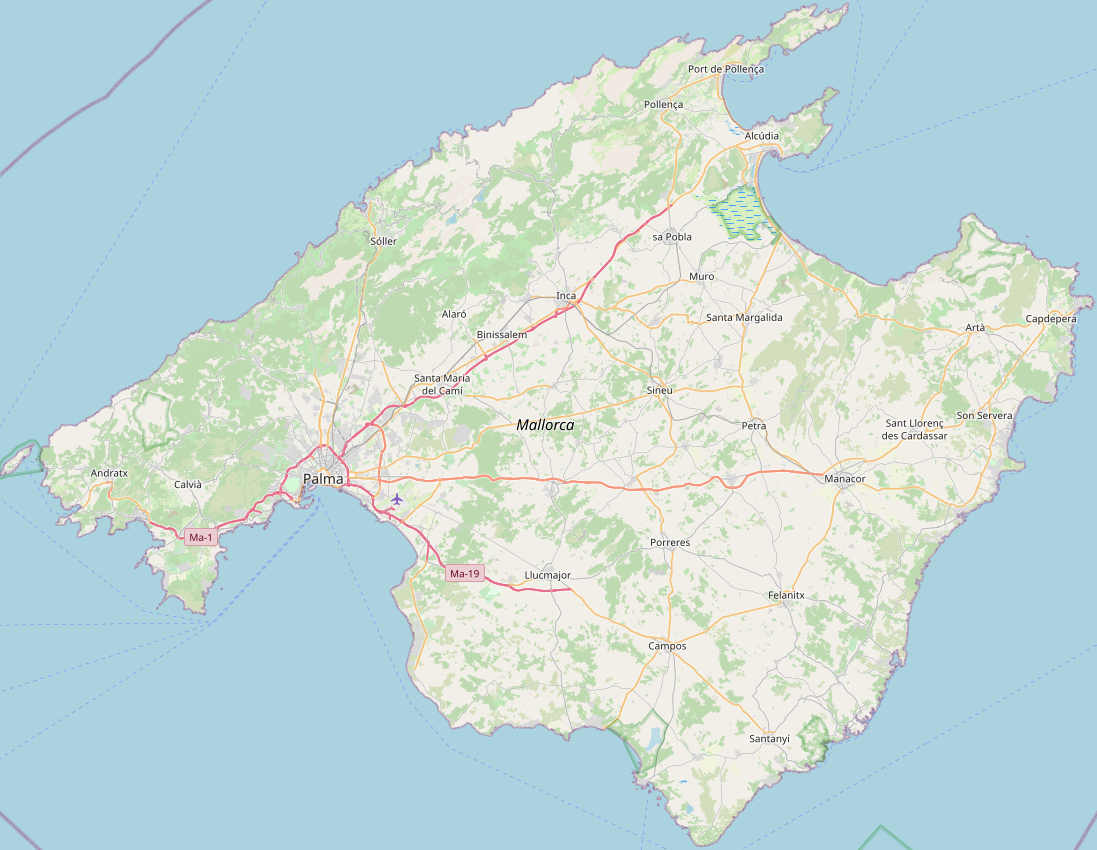 Port de Pollença
Pollença
Alcúdia
sa Pobla
Sóller
Muro
Inca
Alaró
Santa Margalida
Capdepera
Artà
Binissalem
Santa Maria
del Camí
Sineu
Son Servera
Mallorca
Petra
Sant Llorenç
des Cardassar
Andratx
Calvià
Palma
Manacor
Ma-1
Porreres
Ma-19
Llucmajor
Felanitx
Campos
Santanyí